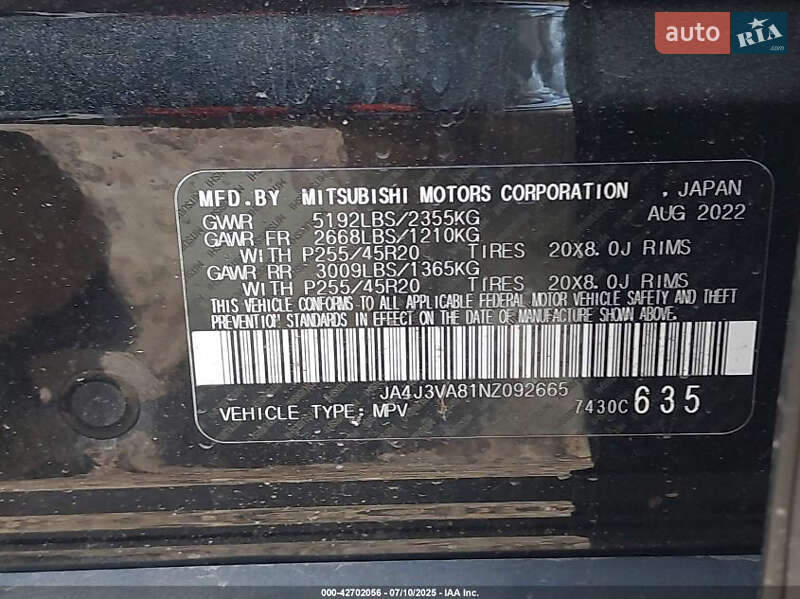 auto RIA
.com
MFD.BY MITSUBISHI MOTORS CORPORATION . JAPAN
GVWR 5192LBS/2355KG AUG 2022
GAWR FR 2668LBS/1210KG
WITH P255/45R20 TIRES 20X8.0J RIMS
GAWR RR 3009LBS/1365KG
WITH P255/45R20 TIRES 20X8.0J RIMS
THIS VEHICLE CONFORMS TO ALL APPLICABLE FEDERAL MOTOR VEHICLE SAFETY AND THEFT
PREVENTION STANDARDS IN EFFECT ON THE DATE OF MANUFACTURE SHOWN ABOVE.
JA4J3VA81NZ092665
VEHICLE TYPE: MPV 7430C 635
000-42702056 - 07/10/2025 - IAA Inc.